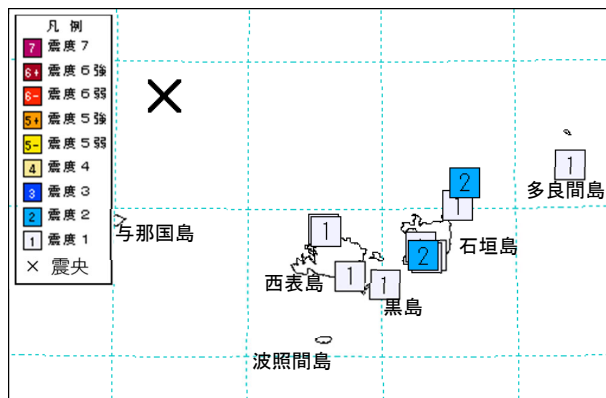 凡 例
7 震度7
6+ 震度6強
6- 震度6弱
5+ 震度5強
5- 震度5弱
4 震度4
3 震度3
2 震度2
1 震度1
× 震央
1
多良間島
2
1
石垣島
2
与那国島
1
西表島
1
1
黒島
波照間島